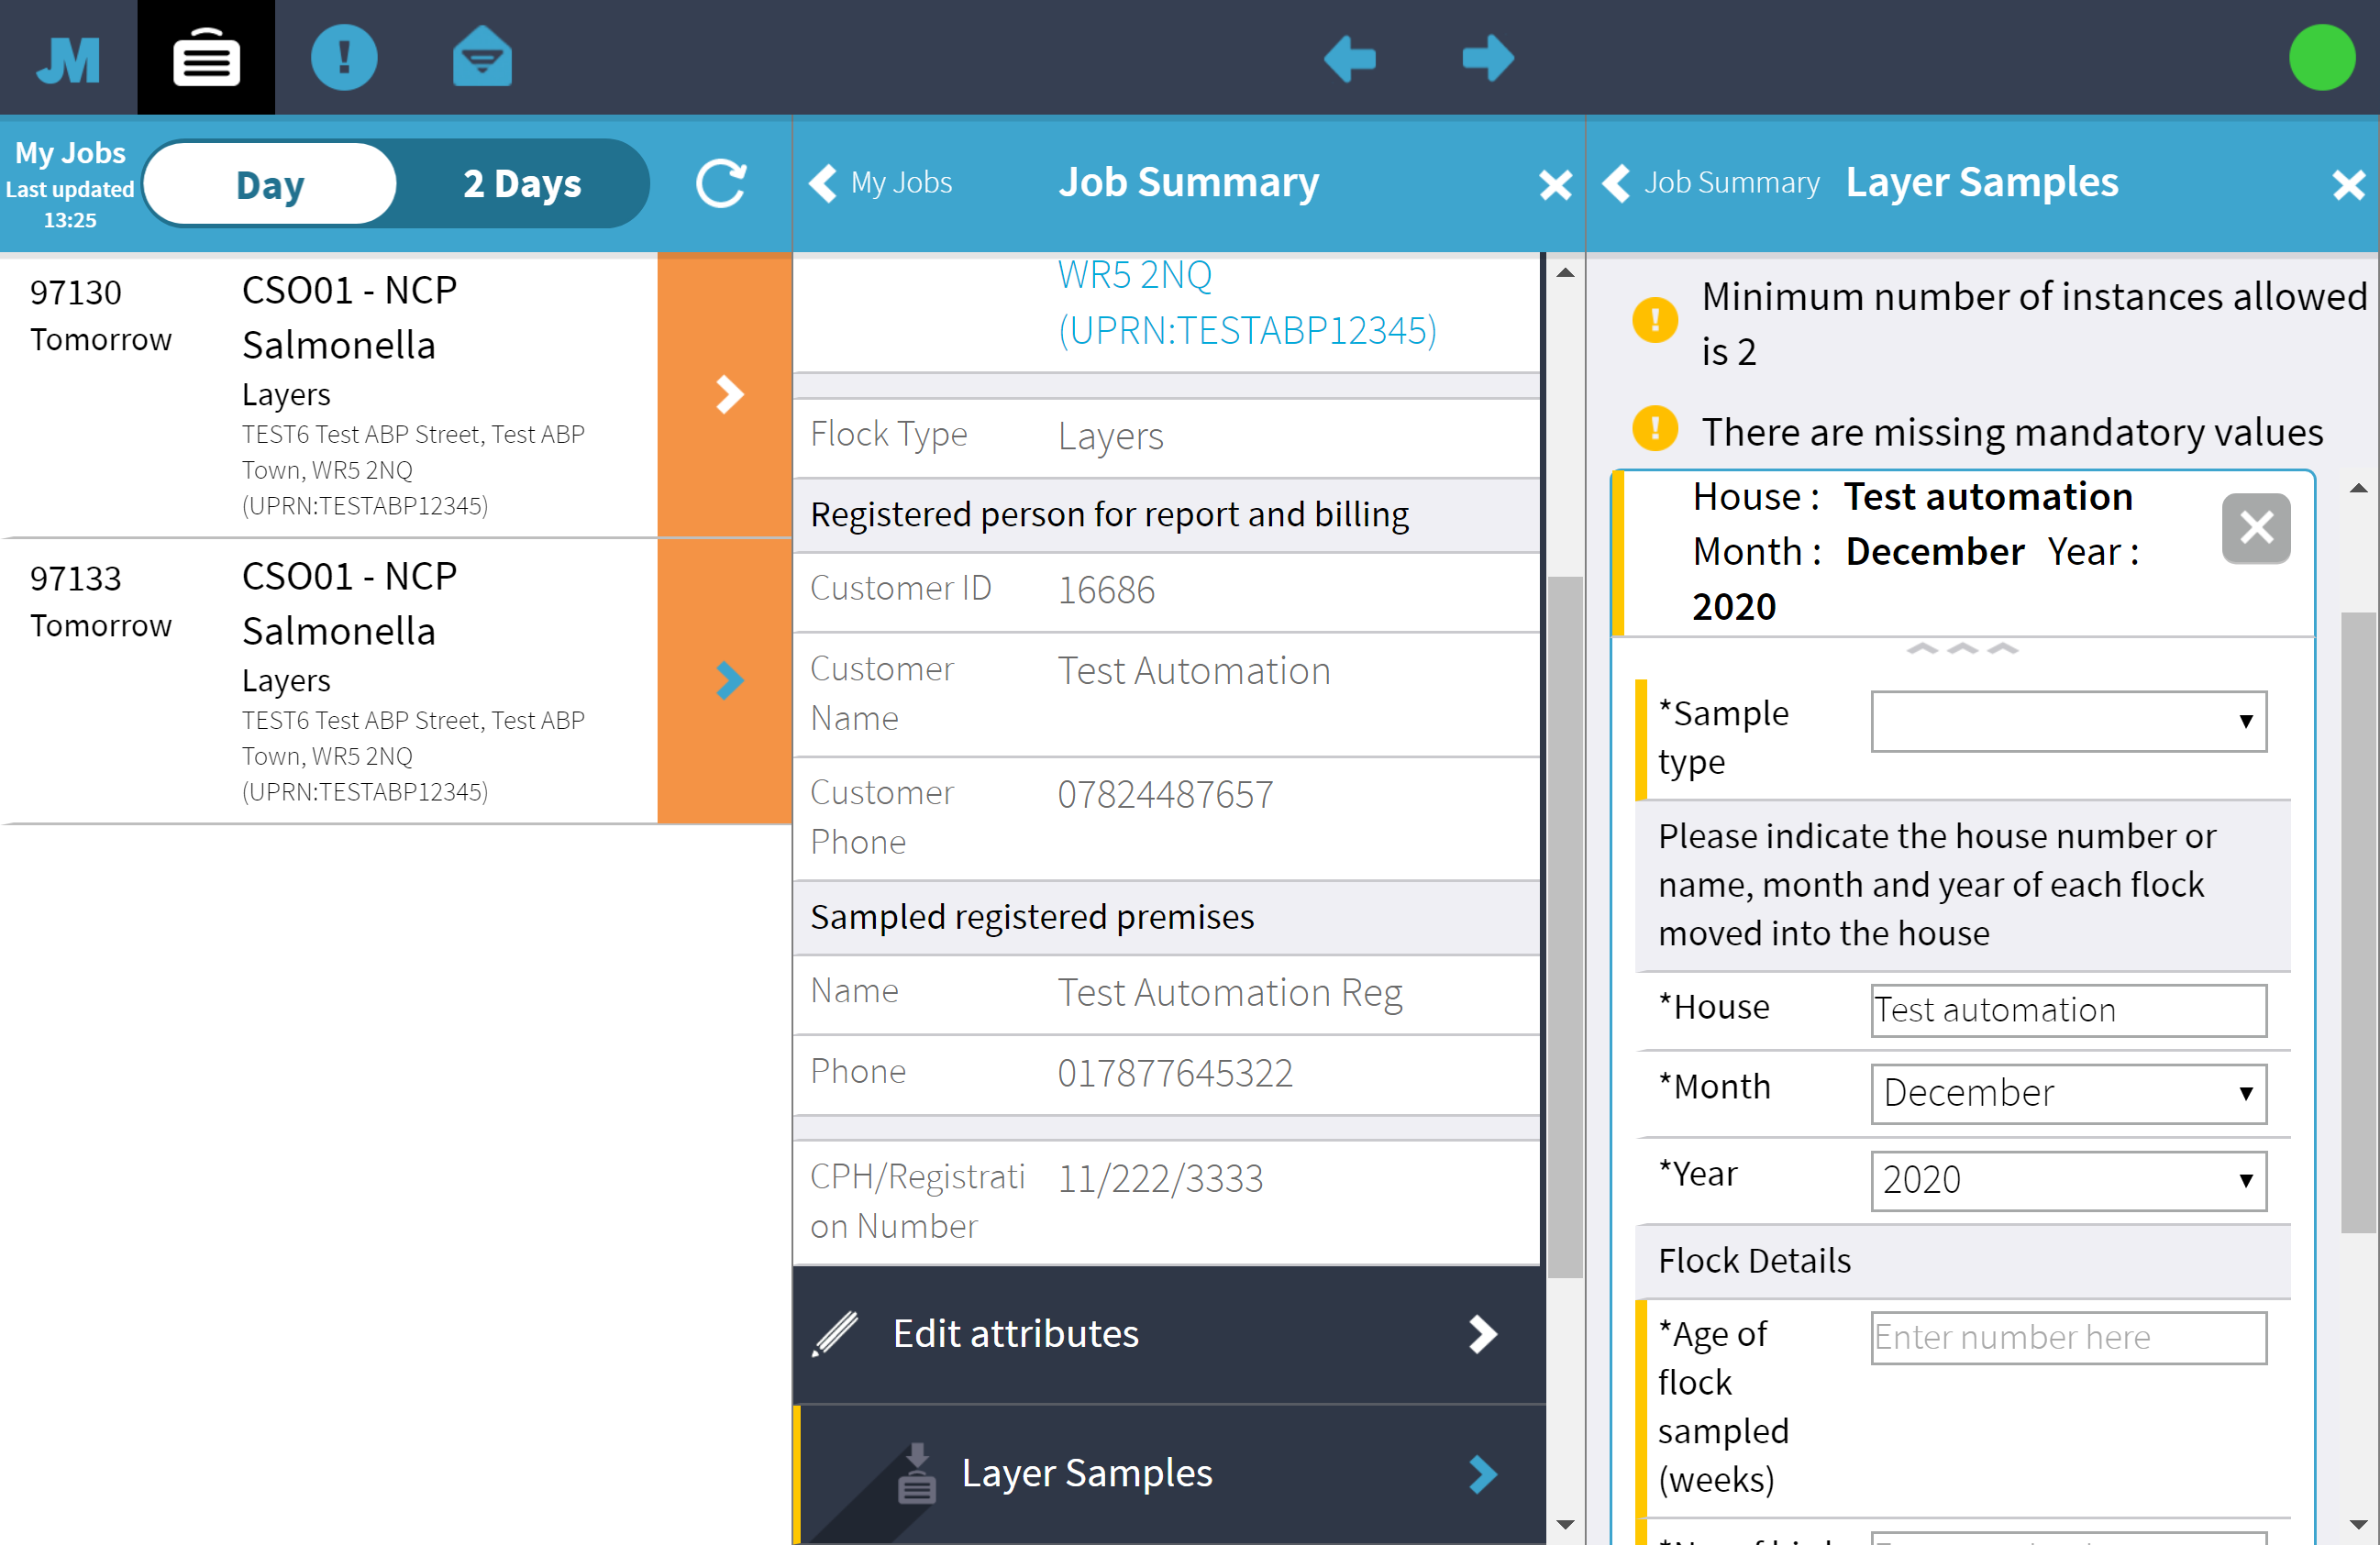 JM
My Jobs
Last updated
13:25
Day
2 Days
My Jobs
Job Summary
Job Summary
Layer Samples
97130
Tomorrow
CSO01 - NCP
Salmonella
Layers
TEST6 Test ABP Street, Test ABP
Town, WR5 2NQ
(UPRN:TESTABP12345)
97133
Tomorrow
CSO01 - NCP
Salmonella
Layers
TEST6 Test ABP Street, Test ABP
Town, WR5 2NQ
(UPRN:TESTABP12345)
WR5 2NQ
(UPRN:TESTABP12345)
Flock Type
Layers
Registered person for report and billing
Customer ID
16686
Customer
Name
Test Automation
Customer
Phone
07824487657
Sampled registered premises
Name
Test Automation Reg
Phone
017877645322
CPH/Registrati
on Number
11/222/3333
Edit attributes
Layer Samples
Minimum number of instances allowed
is 2
There are missing mandatory values
House : Test automation
Month : December Year :
2020
*Sample
type
Please indicate the house number or
name, month and year of each flock
moved into the house
*House
Test automation
*Month
December
*Year
2020
Flock Details
*Age of
flock
sampled
(weeks)
Enter number here